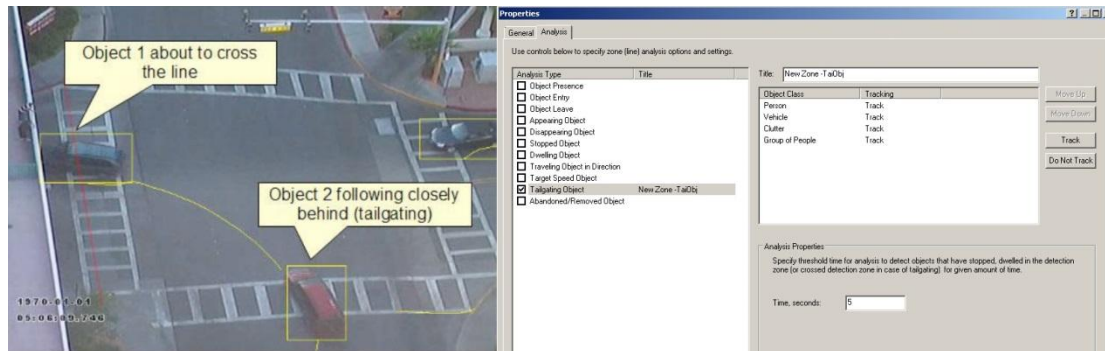 Object 1 about to cross
the line
Object 2 following closely
behind (tailgating)
1970-01-01
05:06:09.746
Properties
General Analysis
Use controls below to specify zone (line) analysis options and settings.
Analysis Type Title
Object Presence
Object Entry
Object Leave
Appearing Object
Disappearing Object
Stopped Object
Dwelling Object
Traveling Object in Direction
Target Speed Object
Tailgating Object New Zone -TailObj
Abandoned/Removed Object
Title: New Zone -TailObj
Object Class Tracking
Person Track
Vehicle Track
Clutter Track
Group of People Track
Move Up
Move Down
Track
Do Not Track
Analysis Properties
Specify threshold time for analysis to detect objects that have stopped, dwelled in the detection
zone (or crossed detection zone in case of tailgating) for given amount of time.
Time, seconds: 5